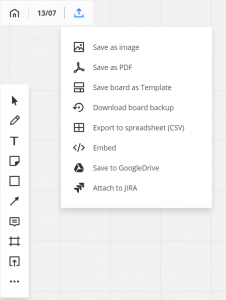 13/07
Save as image
Save as PDF
Save board as Template
Download board backup
Export to spreadsheet (CSV)
Embed
Save to GoogleDrive
Attach to JIRA